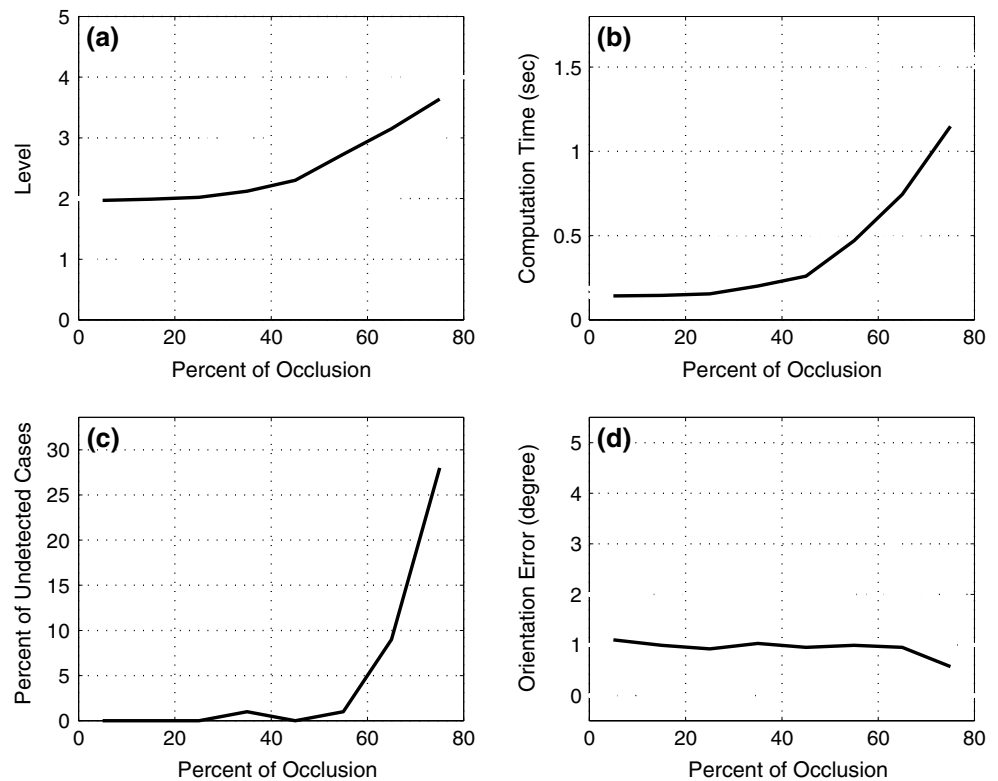 (a)
5
4
3
2
1
0
Level
0 20 40 60 80
Percent of Occlusion
(b)
1.5
1
0.5
0
Computation Time (sec)
0 20 40 60 80
Percent of Occlusion
(c)
30
25
20
15
10
5
0
Percent of Undetected Cases
0 20 40 60 80
Percent of Occlusion
(d)
5
4
3
2
1
0
Orientation Error (degree)
0 20 40 60 80
Percent of Occlusion